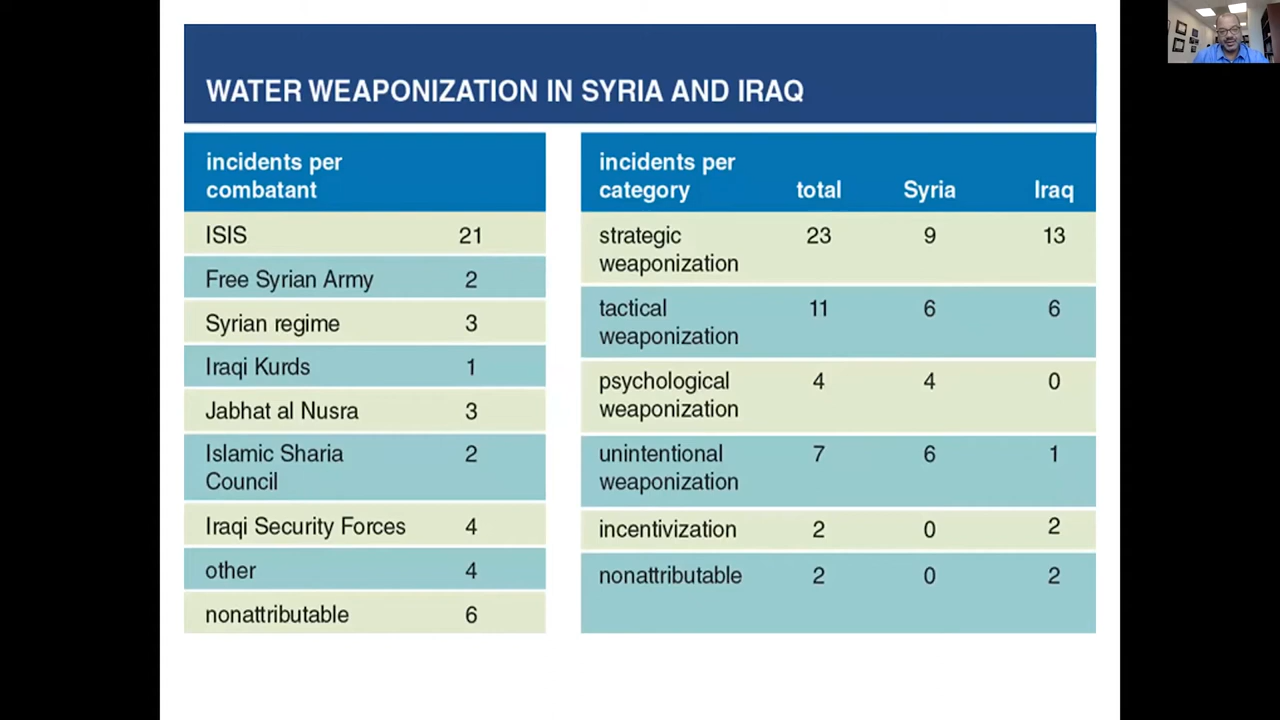 WATER WEAPONIZATION IN SYRIA AND IRAQ
incidents per
combatant
ISIS 21
Free Syrian Army 2
Syrian regime 3
Iraqi Kurds 1
Jabhat al Nusra 3
Islamic Sharia 2
Council
Iraqi Security Forces 4
other 4
nonattributable 6
incidents per
category total Syria Iraq
strategic 23 9 13
weaponization
tactical 11 6 6
weaponization
psychological 4 4 0
weaponization
unintentional 7 6 1
weaponization
incentivization 2 0 2
nonattributable 2 0 2